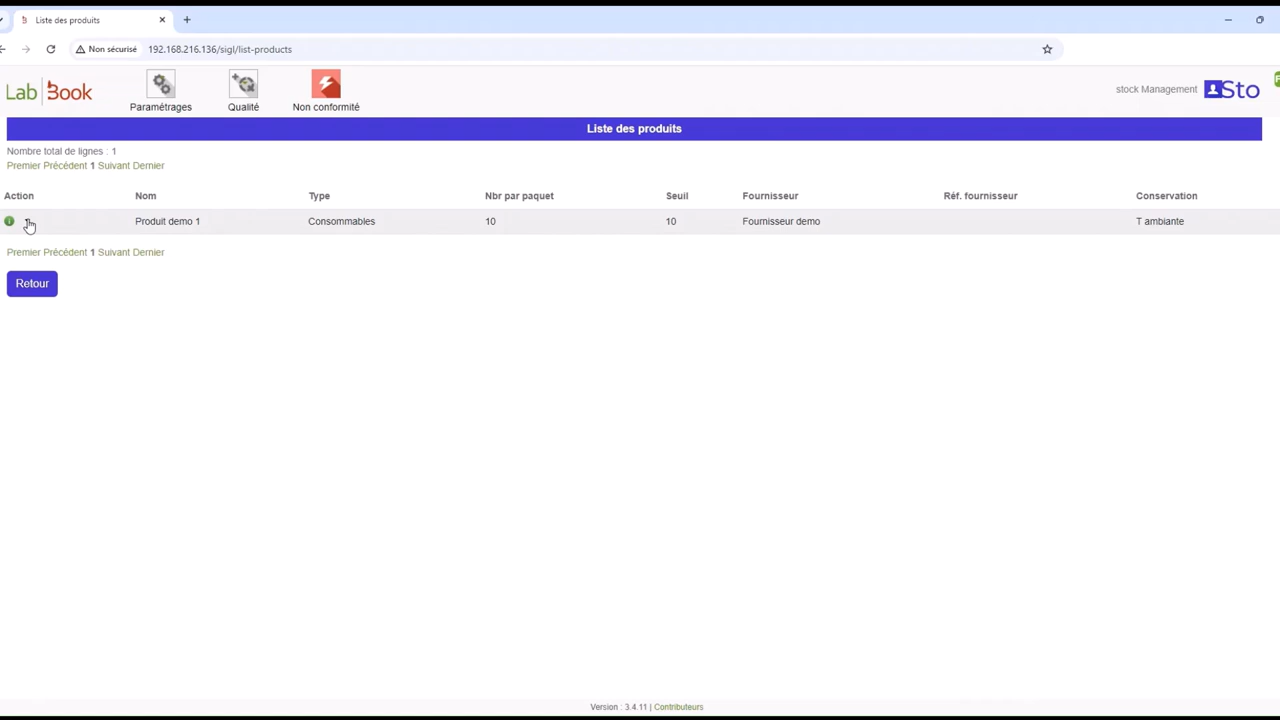 Liste des produits
Non sécurisé 192.168.216.136/sigl/list-products
Lab Book
Paramétrages Qualité Non conformité
stock Management Sto
Liste des produits
Nombre total de lignes : 1
Premier Précédent 1 Suivant Dernier
Action Nom Type Nbr par paquet Seuil Fournisseur Réf. fournisseur Conservation
Produit demo 1 Consommables 10 10 Fournisseur demo T ambiante
Premier Précédent 1 Suivant Dernier
Retour
Version : 3.4.11 | Contributeurs